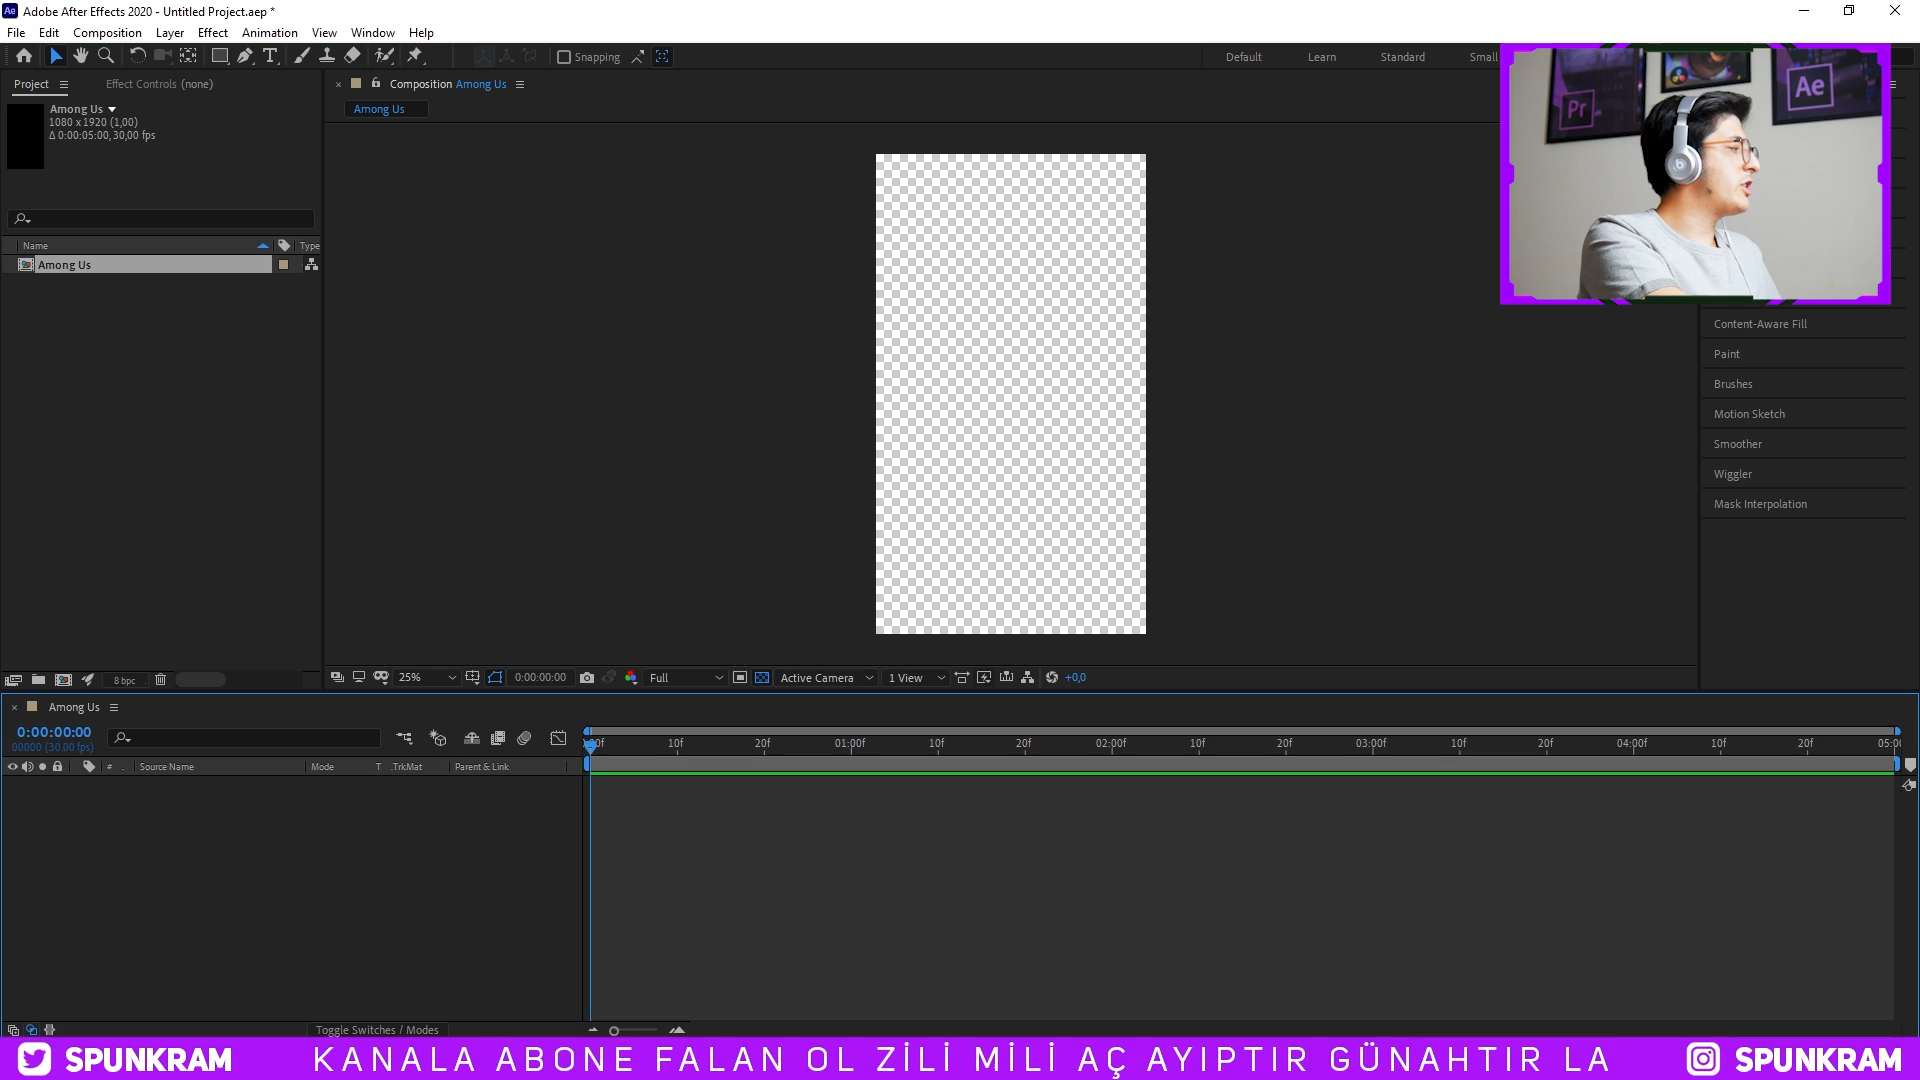 Ae Adobe After Effects 2020 - Untitled Project.aep *
File Edit Composition Layer Effect Animation View Window Help
T Snapping Default Learn Standard Small
Project Effect Controls (none) Composition Among Us
Among Us
1080 x 1920 (1,00)
Δ 0:00:05:00, 30,00 fps
Among Us
Pr Ae
Name Type
Among Us
Content-Aware Fill
Paint
Brushes
Motion Sketch
Smoother
Wiggler
Mask Interpolation
8 bpc
25% 0:00:00:00 Full Active Camera 1 View +0,0
Among Us
0:00:00:00
00000 (30.00 fps)
10f 20f 01:00f 10f 20f 02:00f 10f 20f 03:00f 10f 20f 04:00f 10f 20f
# Source Name Mode T .TrkMat Parent & Link
Toggle Switches / Modes
SPUNKRAM KANALA ABONE FALAN OL ZİLİ MİLİ AÇ AYIPTIR GÜNAHTIR LA SPUNKRAM